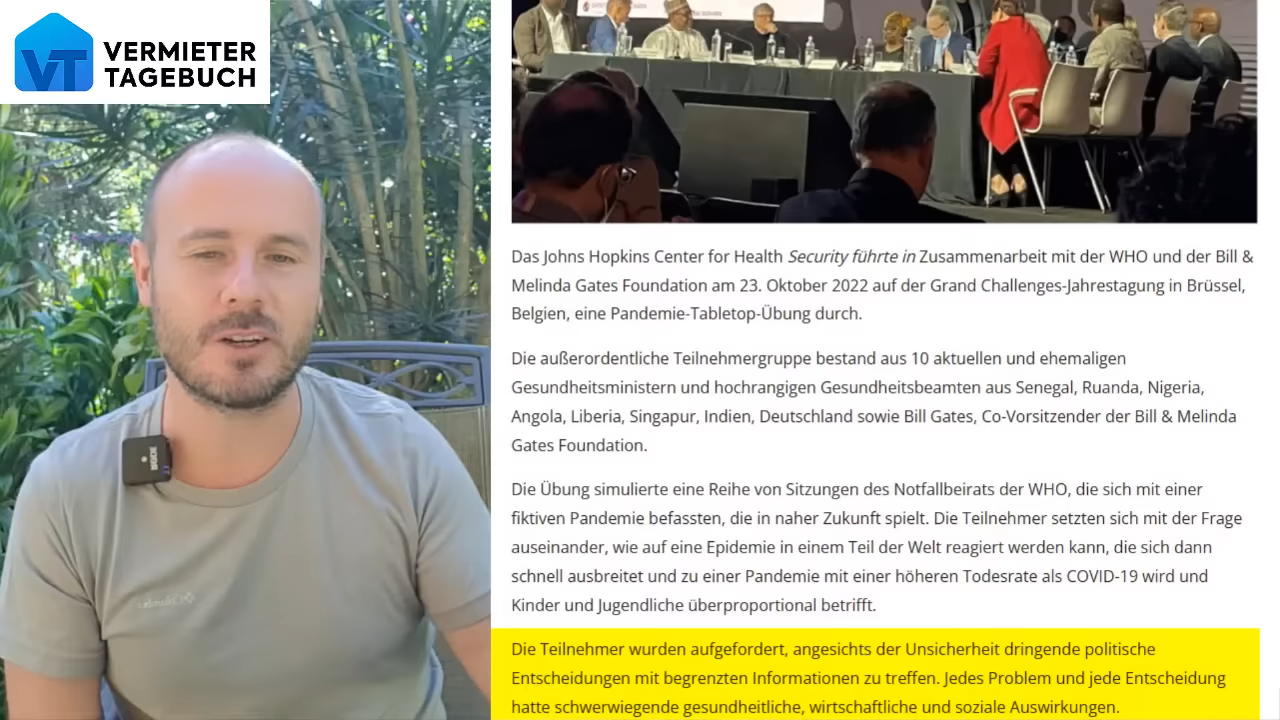 VERMIETER
TAGEBUCH
Das Johns Hopkins Center for Health Security führte in Zusammenarbeit mit der WHO und der Bill &
Melinda Gates Foundation am 23. Oktober 2022 auf der Grand Challenges-Jahrestagung in Brüssel,
Belgien, eine Pandemie-Tabletop-Übung durch.
Die außerordentliche Teilnehmergruppe bestand aus 10 aktuellen und ehemaligen
Gesundheitsministern und hochrangigen Gesundheitsbeamten aus Senegal, Ruanda, Nigeria,
Angola, Liberia, Singapur, Indien, Deutschland sowie Bill Gates, Co-Vorsitzender der Bill & Melinda
Gates Foundation.
Die Übung simulierte eine Reihe von Sitzungen des Notfallbeirats der WHO, die sich mit einer
fiktiven Pandemie befassten, die in naher Zukunft spielt. Die Teilnehmer setzten sich mit der Frage
auseinander, wie auf eine Epidemie in einem Teil der Welt reagiert werden kann, die sich dann
schnell ausbreitet und zu einer Pandemie mit einer höheren Todesrate als COVID-19 wird und
Kinder und Jugendliche überproportional betrifft.
Die Teilnehmer wurden aufgefordert, angesichts der Unsicherheit dringende politische
Entscheidungen mit begrenzten Informationen zu treffen. Jedes Problem und jede Entscheidung
hatte schwerwiegende gesundheitliche, wirtschaftliche und soziale Auswirkungen.